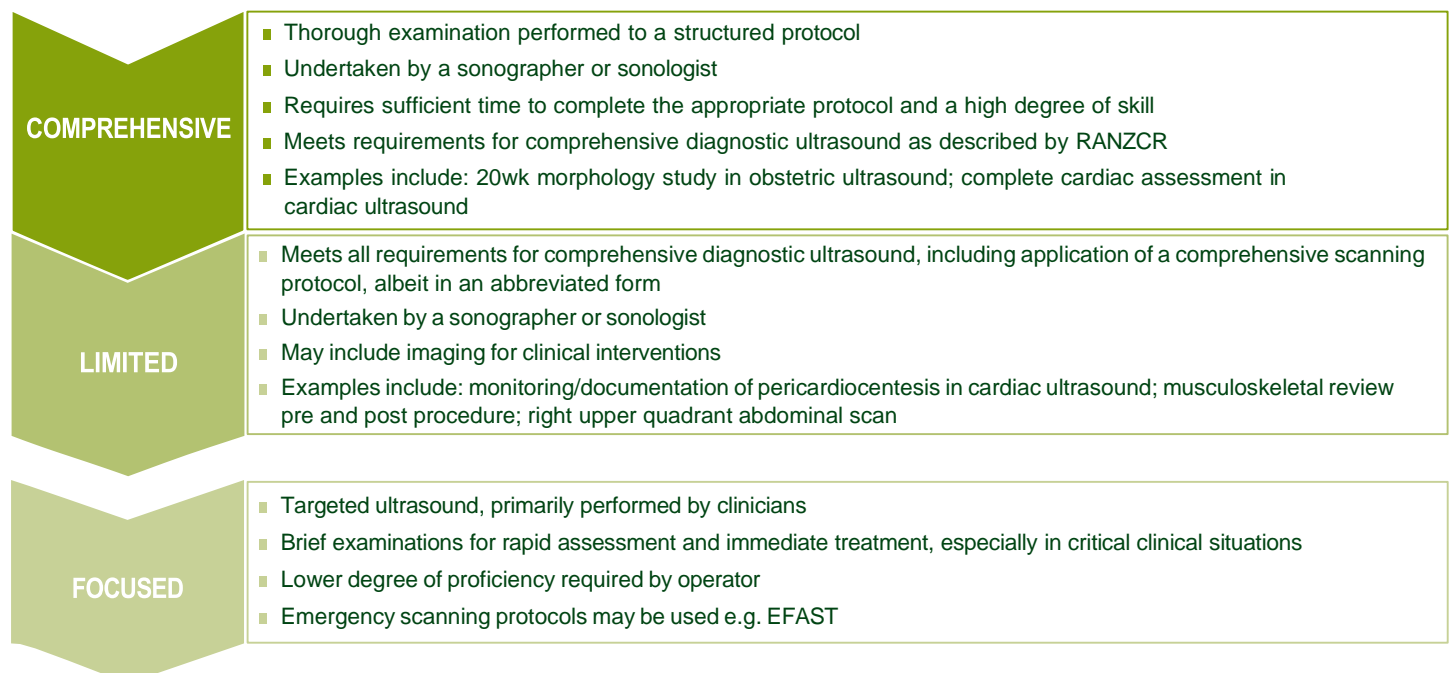 COMPREHENSIVE
■ Thorough examination performed to a structured protocol
■ Undertaken by a sonographer or sonologist
■ Requires sufficient time to complete the appropriate protocol and a high degree of skill
■ Meets requirements for comprehensive diagnostic ultrasound as described by RANZCR
■ Examples include: 20wk morphology study in obstetric ultrasound; complete cardiac assessment in
cardiac ultrasound
LIMITED
■ Meets all requirements for comprehensive diagnostic ultrasound, including application of a comprehensive scanning
protocol, albeit in an abbreviated form
■ Undertaken by a sonographer or sonologist
■ May include imaging for clinical interventions
■ Examples include: monitoring/documentation of pericardiocentesis in cardiac ultrasound; musculoskeletal review
pre and post procedure; right upper quadrant abdominal scan
FOCUSED
■ Targeted ultrasound, primarily performed by clinicians
■ Brief examinations for rapid assessment and immediate treatment, especially in critical clinical situations
■ Lower degree of proficiency required by operator
■ Emergency scanning protocols may be used e.g. EFAST